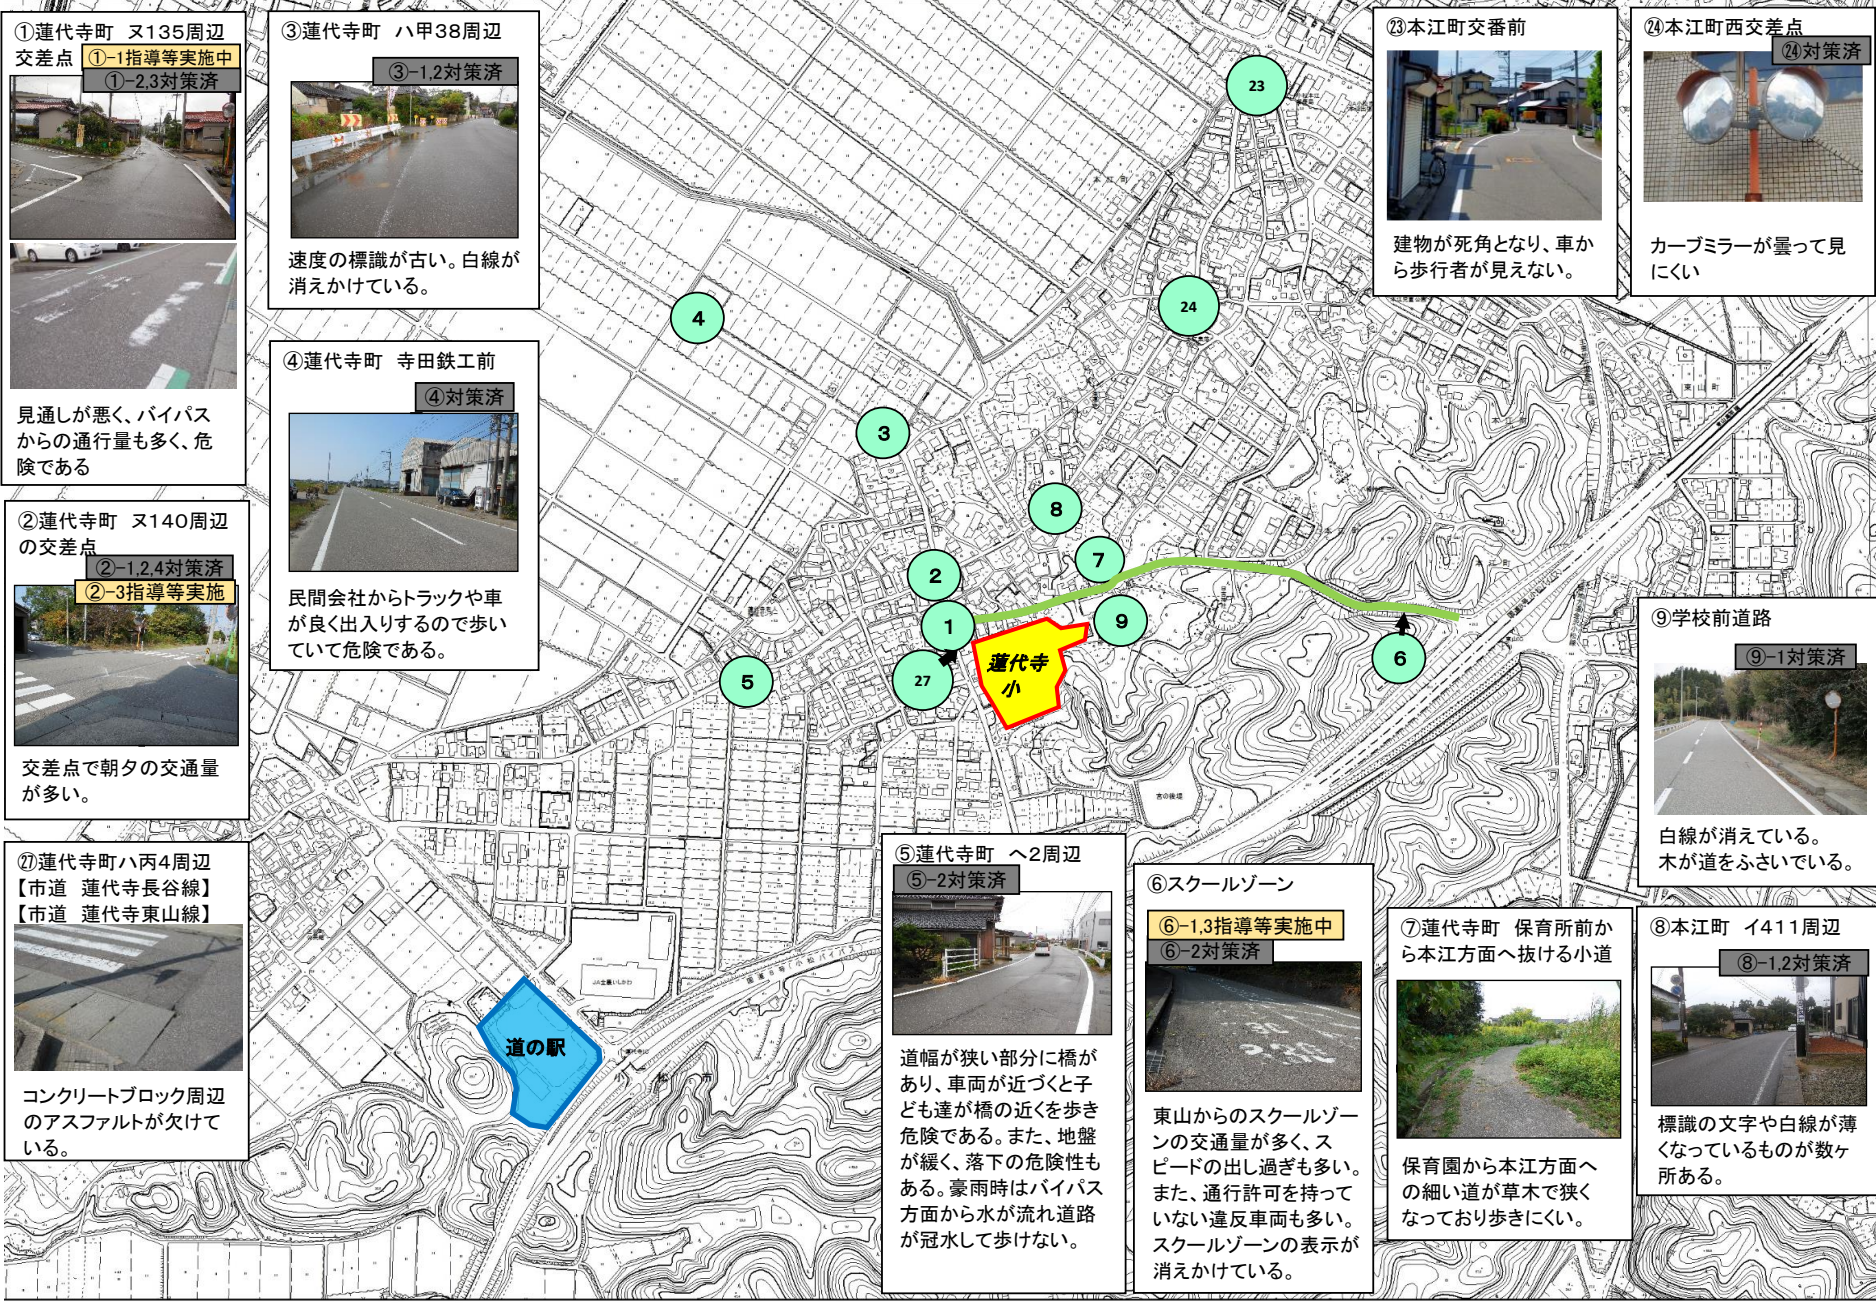 ①蓮代寺町 ヌ135周辺
交差点
①-1指導等実施中
①-2,3対策済
見通しが悪く、バイパス
からの通行量も多く、危
険である
②蓮代寺町 ヌ140周辺
の交差点
②-1,2,4対策済
②-3指導等実施
交差点で朝夕の交通量
が多い。
㉗蓮代寺町ハ丙4周辺
【市道 蓮代寺長谷線】
【市道 蓮代寺東山線】
コンクリートブロック周辺
のアスファルトが欠けて
いる。
③蓮代寺町 ハ甲38周辺
③-1,2対策済
速度の標識が古い。白線が
消えかけている。
④蓮代寺町 寺田鉄工前
④対策済
民間会社からトラックや車
が良く出入りするので歩い
ていて危険である。
㉓本江町交番前
建物が死角となり、車か
ら歩行者が見えない。
㉔本江町西交差点
㉔対策済
カーブミラーが曇って見
にくい
23
24
4
3
8
7
2
1
9
6
5
27
蓮代寺
小
道の駅
本江町
東山町
本江町
本江町
宮の後堤
JA全農いしかわ
小松市
⑤蓮代寺町 ヘ2周辺
⑤-2対策済
道幅が狭い部分に橋が
あり、車両が近づくと子
ども達が橋の近くを歩き
危険である。また、地盤
が緩く、落下の危険性も
ある。豪雨時はバイパス
方面から水が流れ道路
が冠水して歩けない。
⑥スクールゾーン
⑥-1,3指導等実施中
⑥-2対策済
東山からのスクールゾー
ンの交通量が多く、ス
ピードの出し過ぎも多い。
また、通行許可を持って
いない違反車両も多い。
スクールゾーンの表示が
消えかけている。
⑦蓮代寺町 保育所前か
ら本江方面へ抜ける小道
保育園から本江方面へ
の細い道が草木で狭く
なっており歩きにくい。
⑨学校前道路
⑨-1対策済
白線が消えている。
木が道をふさいでいる。
⑧本江町 イ411周辺
⑧-1,2対策済
標識の文字や白線が薄
くなっているものが数ヶ
所ある。